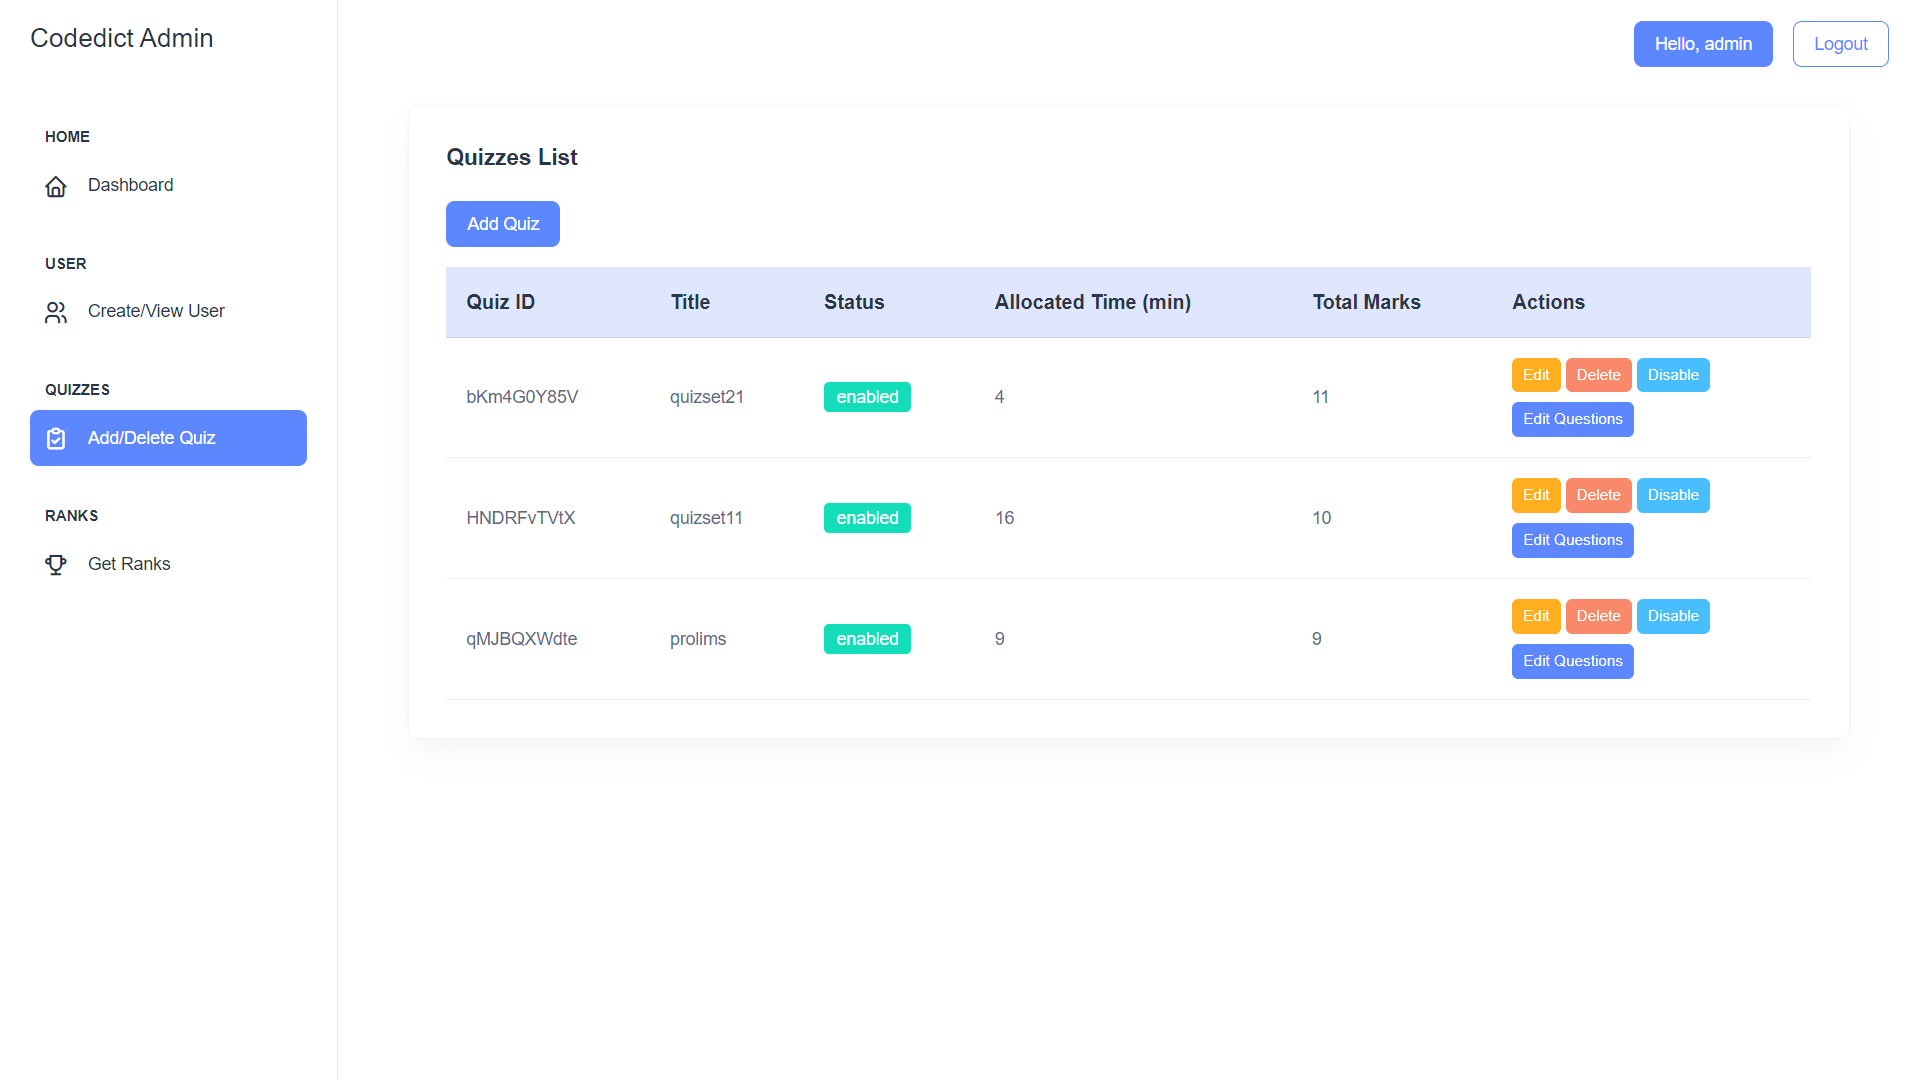 Codedict Admin
Hello, admin
Logout
HOME
Dashboard
USER
Create/View User
QUIZZES
Add/Delete Quiz
RANKS
Get Ranks
Quizzes List
Add Quiz
Quiz ID Title Status Allocated Time (min) Total Marks Actions
bKm4G0Y85V quizset21 enabled 4 11 Edit Delete Disable
Edit Questions
HNDRFvTVtX quizset11 enabled 16 10 Edit Delete Disable
Edit Questions
qMJBQXWdte prolims enabled 9 9 Edit Delete Disable
Edit Questions